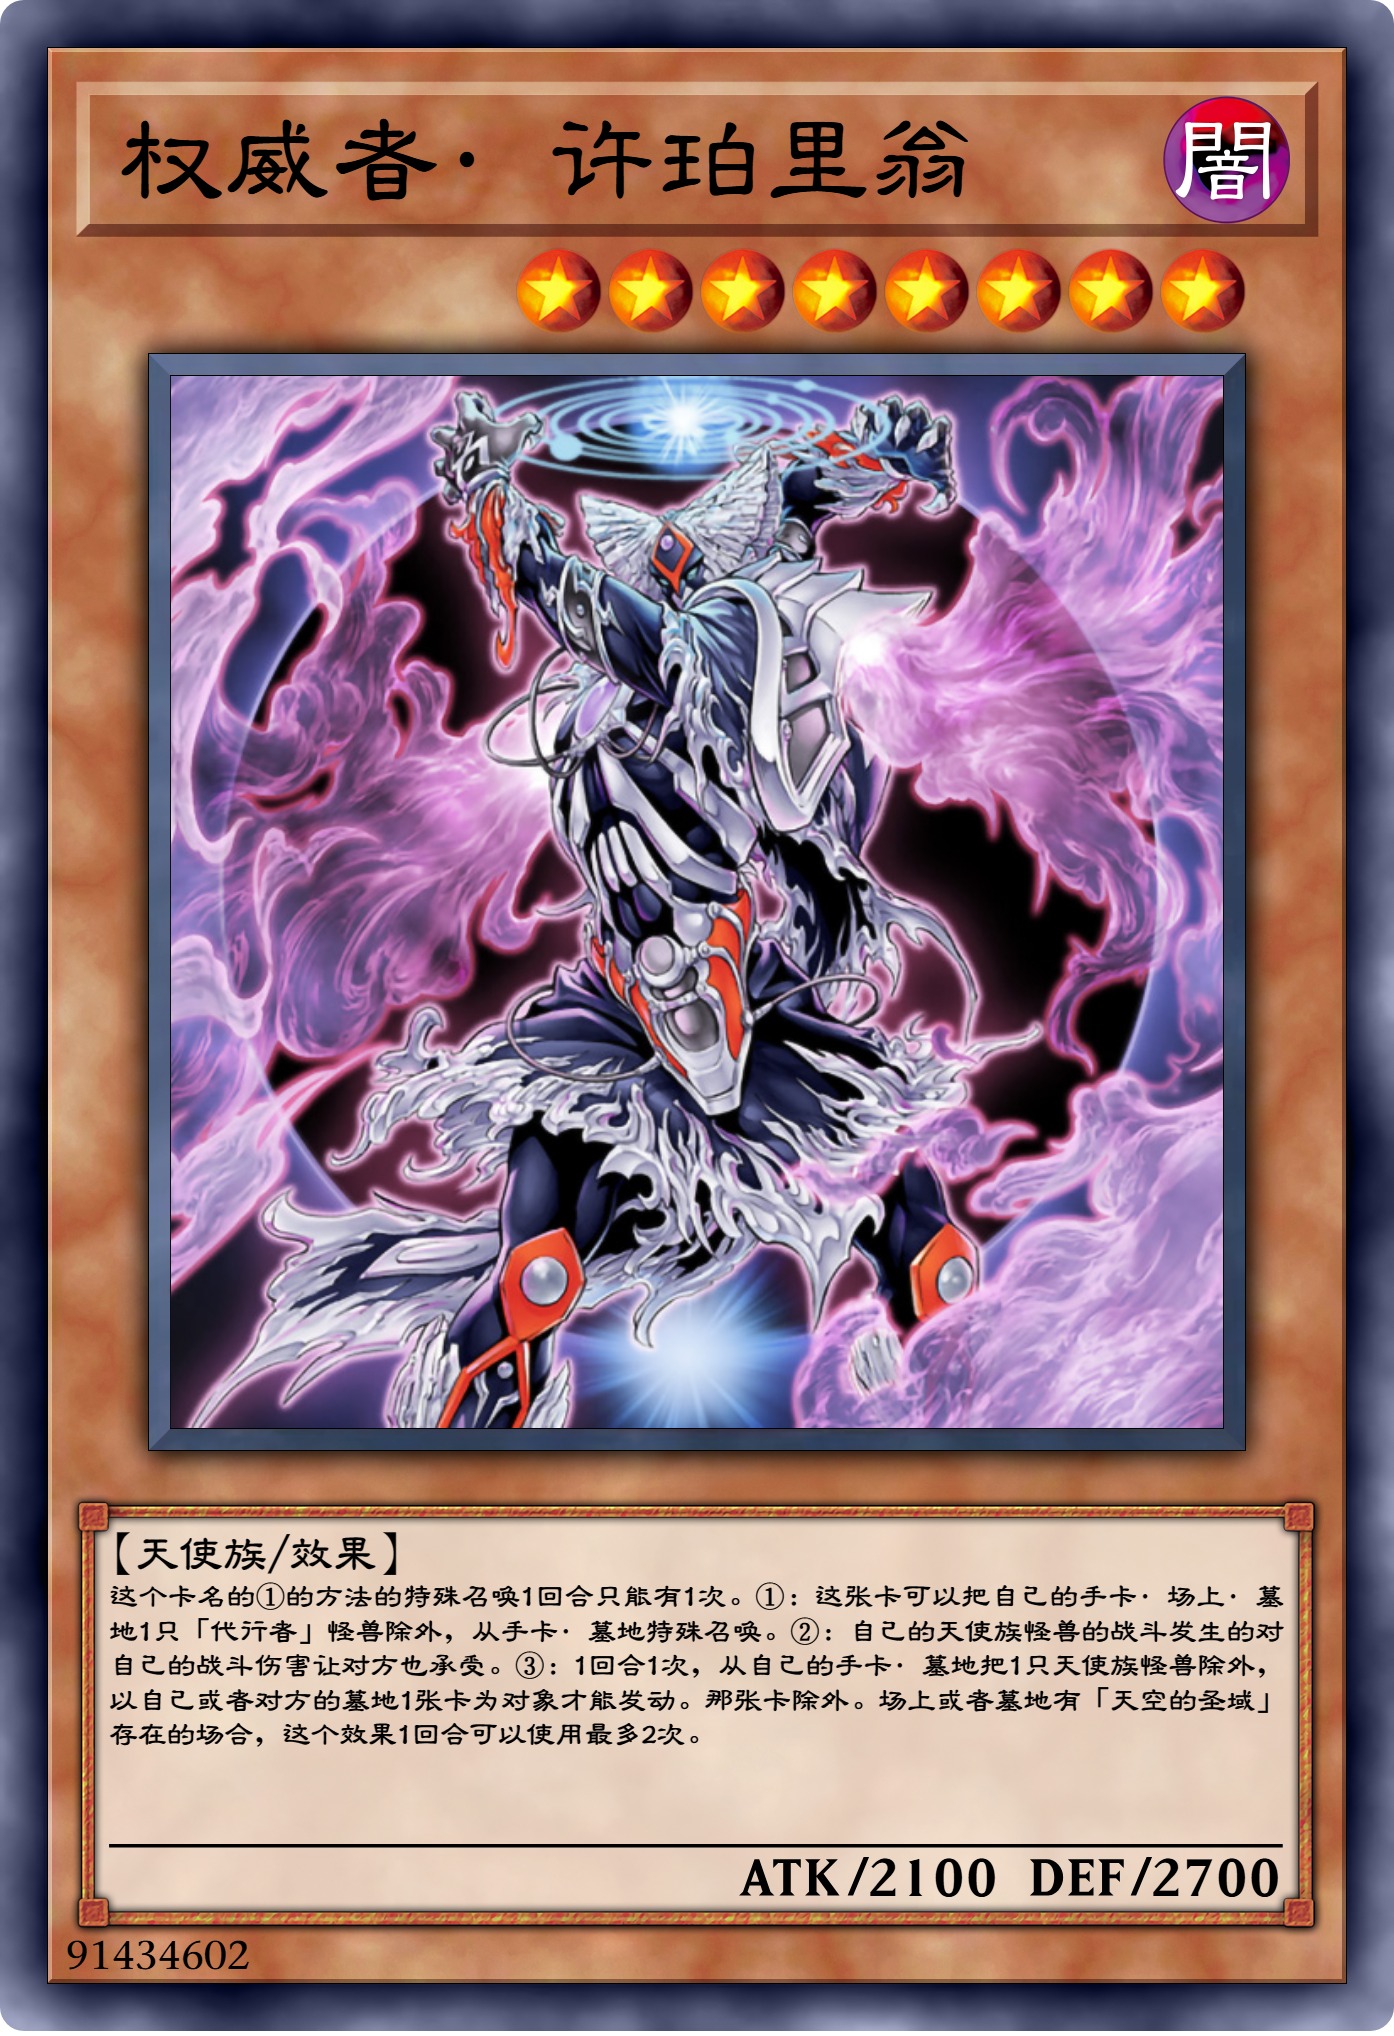 权威者·许珀里翁
闇
【天使族/效果】
这个卡名的①的方法的特殊召唤1回合只能有1次。①：这张卡可以把自己的手卡·场上·墓
地1只「代行者」怪兽除外，从手卡·墓地特殊召唤。②：自己的天使族怪兽的战斗发生的对
自己的战斗伤害让对方也承受。③：1回合1次，从自己的手卡·墓地把1只天使族怪兽除外，
以自己或者对方的墓地1张卡为对象才能发动。那张卡除外。场上或者墓地有「天空的圣域」
存在的场合，这个效果1回合可以使用最多2次。
ATK/2100 DEF/2700
91434602